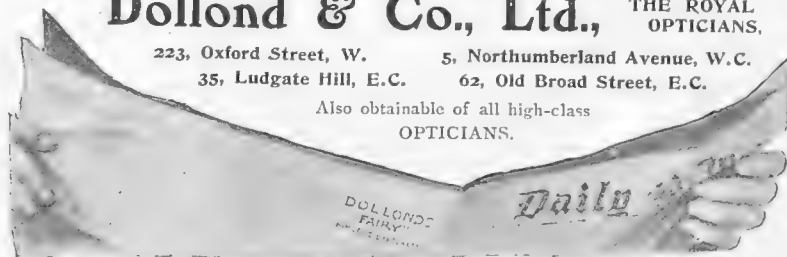 Dollond & Co., Ltd., THE ROYAL
OPTICIANS,
223, Oxford Street, W. 5, Northumberland Avenue, W.C.
35, Ludgate Hill, E.C. 62, Old Broad Street, E.C.
Also obtainable of all high-class
OPTICIANS.
DOLLONDS
FAIRY
Daily